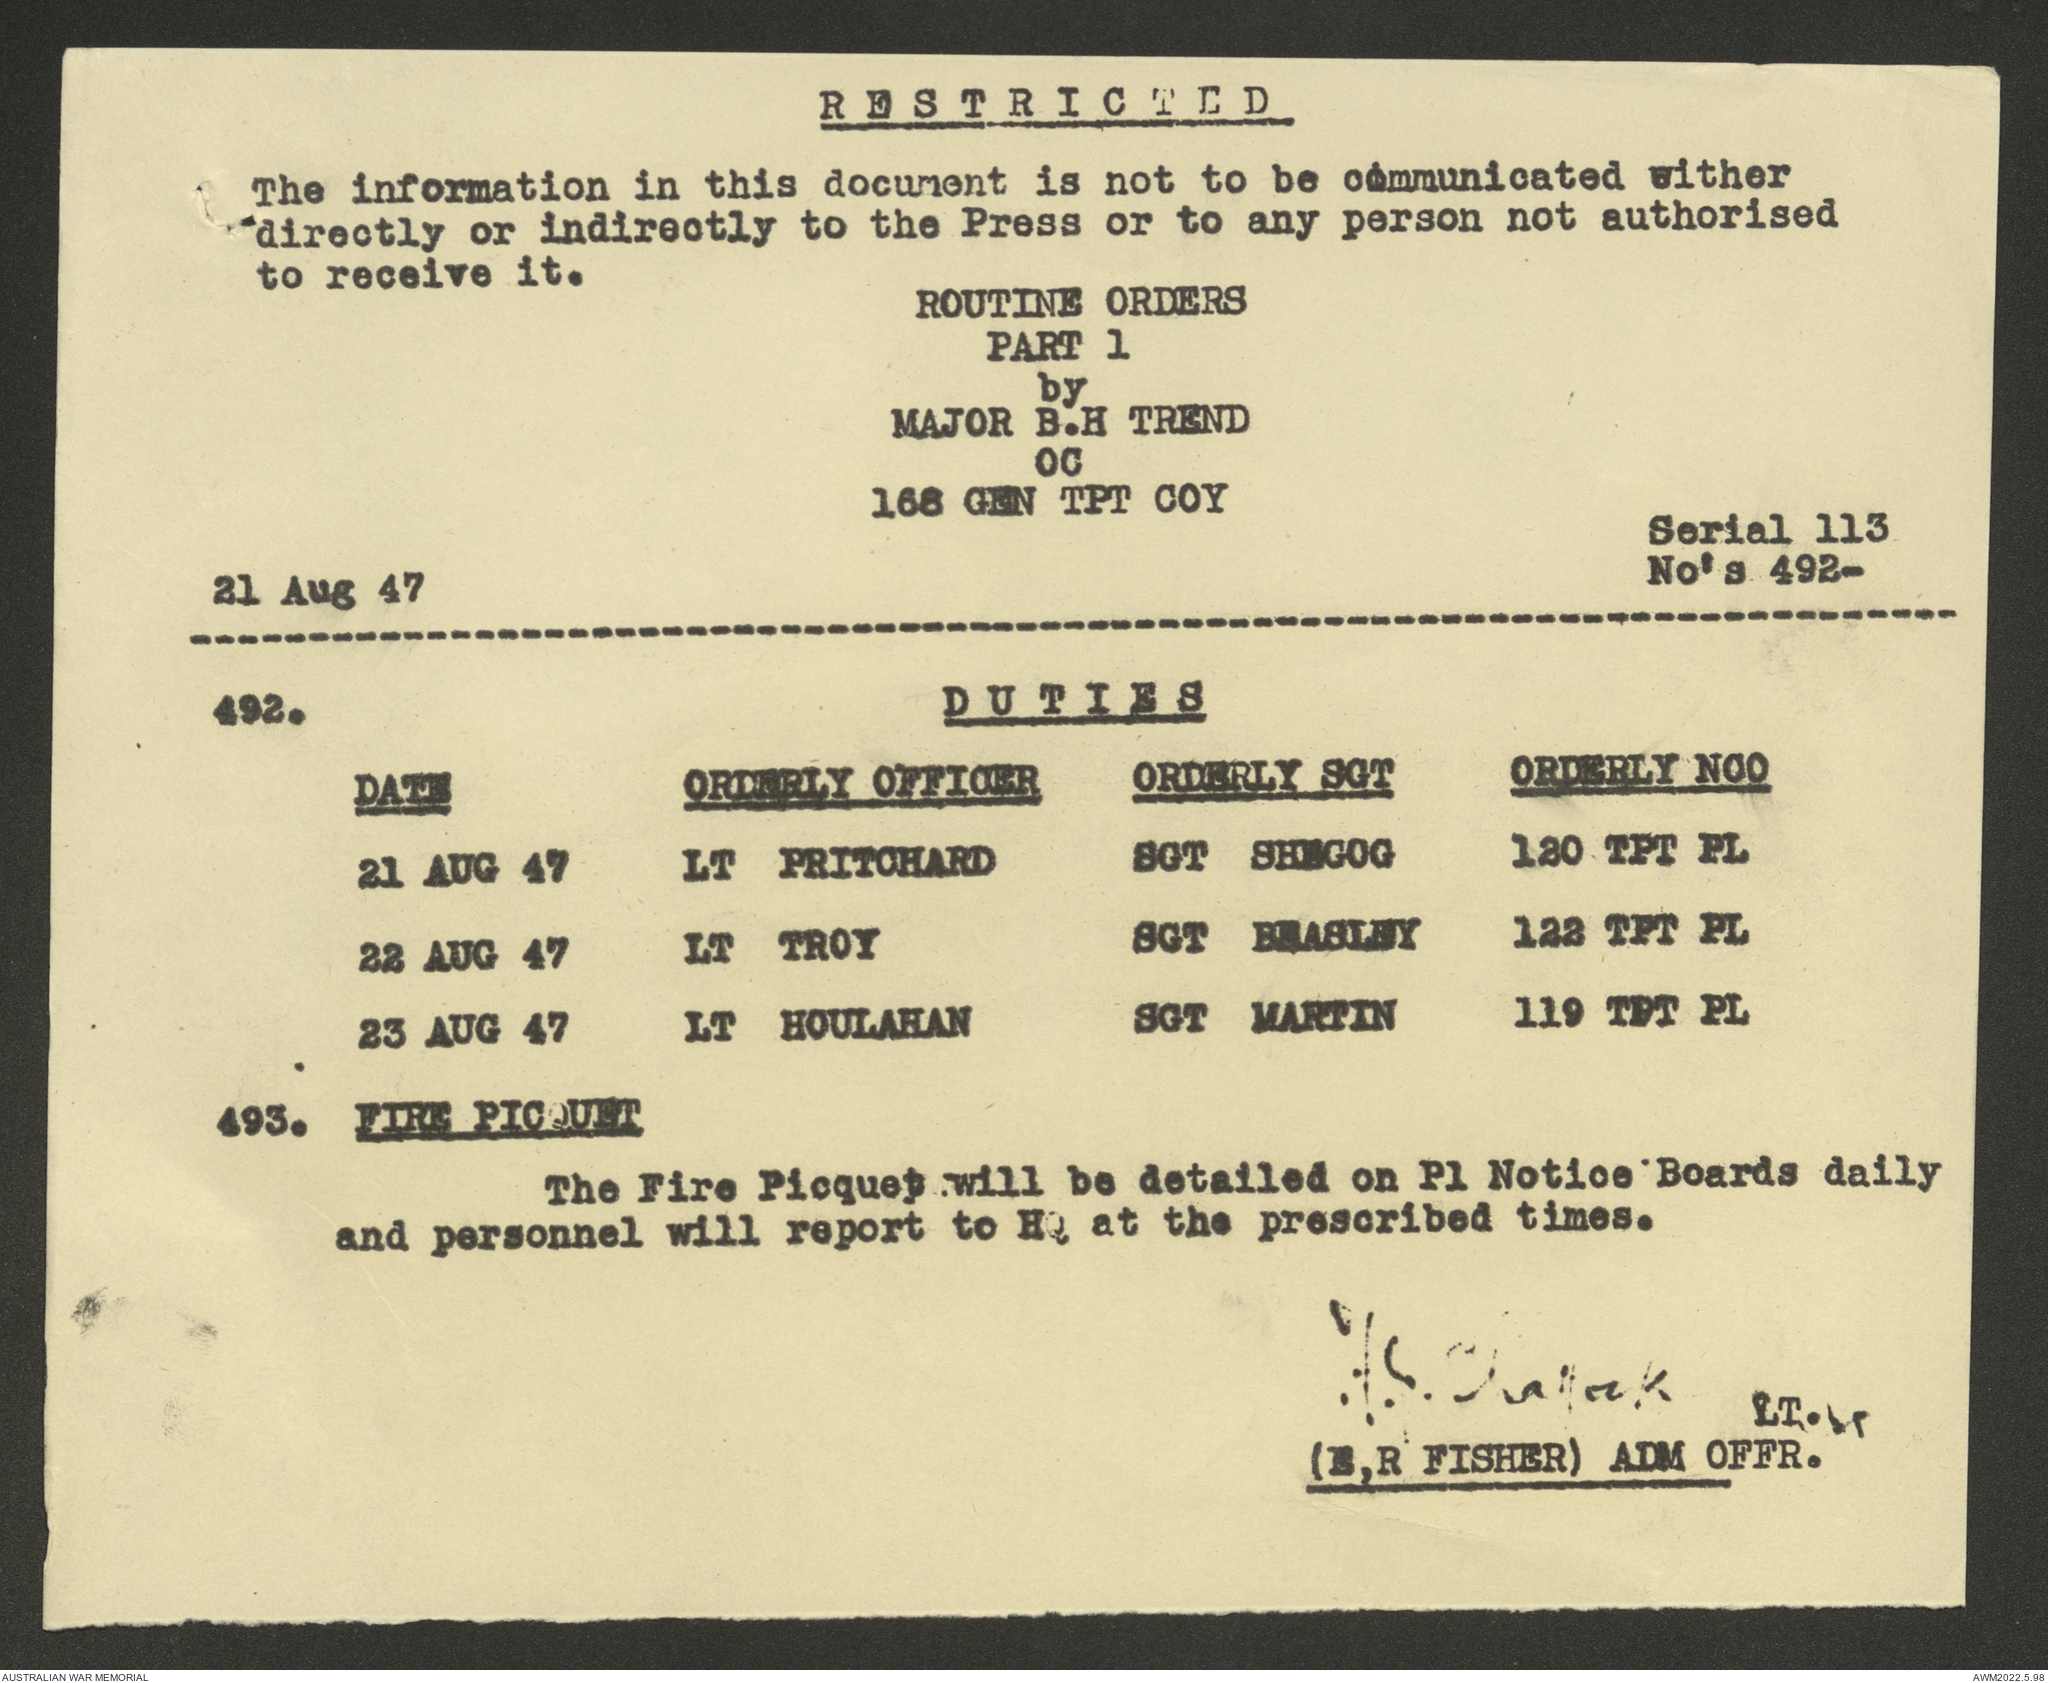 RESTRICTED
The information in this document is not to be communicated either
directly or indirectly to the Press or to any person not authorised
to receive it.
ROUTINE ORDERS
PART 1
by
MAJOR B.H TREND
OC
168 GEN TPT COY
Serial 113
No's 492-
21 Aug 47
492. DUTIES
DATE ORDERLY OFFICER ORDERLY SGT ORDERLY NCO
21 AUG 47 LT PRITCHARD SGT SHEGOG 120 TPT PL
22 AUG 47 LT TROY SGT BEASLEY 122 TPT PL
23 AUG 47 LT HOULAHAN SGT MARTIN 119 TPT PL
493. FIRE PICQUET
The Fire Picquet will be detailed on Pl Notice Boards daily
and personnel will report to HQ at the prescribed times.
LT.
(E,R FISHER) ADM OFFR.
AUSTRALIAN WAR MEMORIAL
AWM2022.5.98